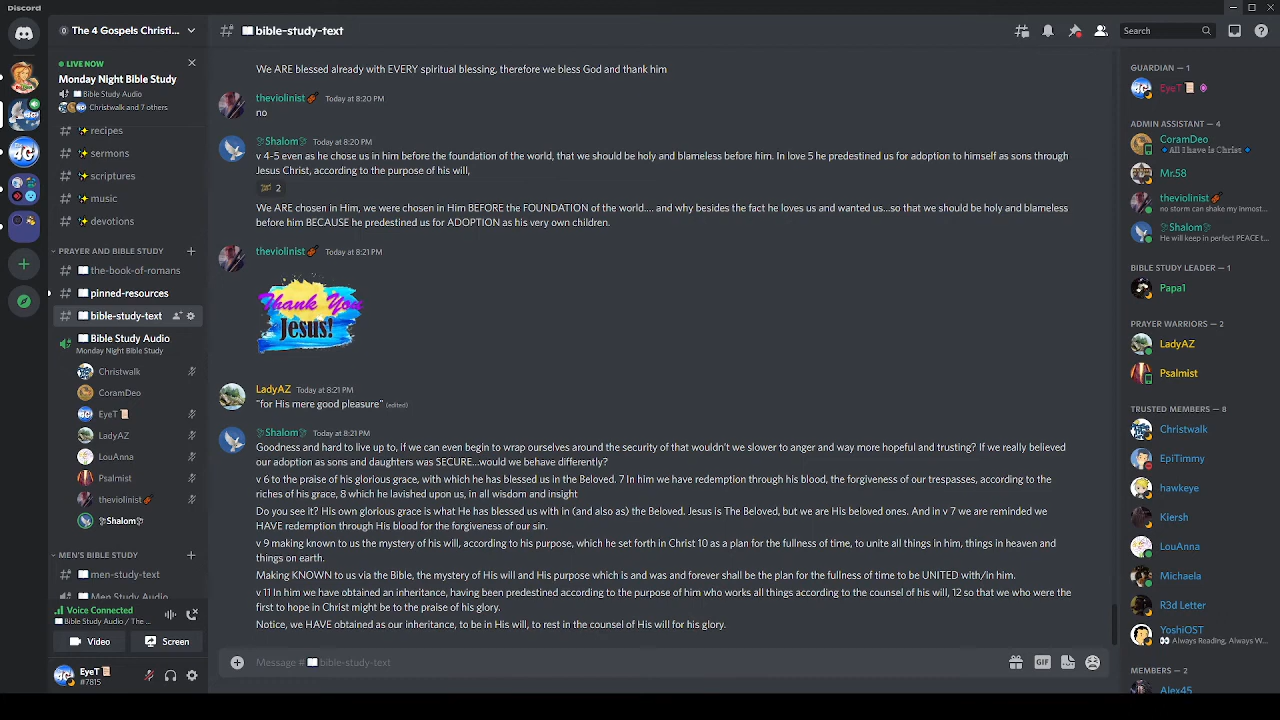 Discord
The 4 Gospels Christi...
LIVE NOW
Monday Night Bible Study
Bible Study Audio
Christwalk and 7 others
recipes
sermons
scriptures
music
devotions
PRAYER AND BIBLE STUDY
the-book-of-romans
pinned-resources
bible-study-text
Bible Study Audio
Monday Night Bible Study
Christwalk
CoramDeo
EyeT
LadyAZ
LouAnna
Psalmist
theviolinist
Shalom
MEN'S BIBLE STUDY
men-study-text
Men Study Audio
Voice Connected
Bible Study Audio / The ...
Video
Screen
EyeT
#7815
bible-study-text
Search
We ARE blessed already with EVERY spiritual blessing, therefore we bless God and thank him
theviolinist Today at 8:20 PM
no
Shalom Today at 8:20 PM
v 4-5 even as he chose us in him before the foundation of the world, that we should be holy and blameless before him. In love 5 he predestined us for adoption to himself as sons through
Jesus Christ, according to the purpose of his will,
2
We ARE chosen in Him, we were chosen in Him BEFORE the FOUNDATION of the world.... and why besides the fact he loves us and wanted us...so that we should be holy and blameless
before him BECAUSE he predestined us for ADOPTION as his very own children.
theviolinist Today at 8:21 PM
Thank You
Jesus!
LadyAZ Today at 8:21 PM
"for His mere good pleasure" (edited)
Shalom Today at 8:21 PM
Goodness and hard to live up to, if we can even begin to wrap ourselves around the security of that wouldn't we slower to anger and way more hopeful and trusting? If we really believed
our adoption as sons and daughters was SECURE...would we behave differently?
v 6 to the praise of his glorious grace, with which he has blessed us in the Beloved. 7 In him we have redemption through his blood, the forgiveness of our trespasses, according to the
riches of his grace, 8 which he lavished upon us, in all wisdom and insight
Do you see it? His own glorious grace is what He has blessed us with in (and also as) the Beloved. Jesus is The Beloved, but we are His beloved ones. And in v 7 we are reminded we
HAVE redemption through His blood for the forgiveness of our sin.
v 9 making known to us the mystery of his will, according to his purpose, which he set forth in Christ 10 as a plan for the fullness of time, to unite all things in him, things in heaven and
things on earth.
Making KNOWN to us via the Bible, the mystery of His will and His purpose which is and was and forever shall be the plan for the fullness of time to be UNITED with/in him.
v 11 In him we have obtained an inheritance, having been predestined according to the purpose of him who works all things according to the counsel of his will, 12 so that we who were the
first to hope in Christ might be to the praise of his glory.
Notice, we HAVE obtained as our inheritance, to be in His will, to rest in the counsel of His will for his glory.
Message # bible-study-text
GIF
GUARDIAN — 1
EyeT
ADMIN ASSISTANT — 4
CoramDeo
All I have is Christ
Mr.58
theviolinist
no storm can shake my inmost...
Shalom
He will keep in perfect PEACE t...
BIBLE STUDY LEADER — 1
Papa1
PRAYER WARRIORS — 2
LadyAZ
Psalmist
TRUSTED MEMBERS — 8
Christwalk
EpiTimmy
hawkeye
Kiersh
LouAnna
Michaela
R3d Letter
YoshiOST
Always Reading, Always W...
MEMBERS — 2
Alex45